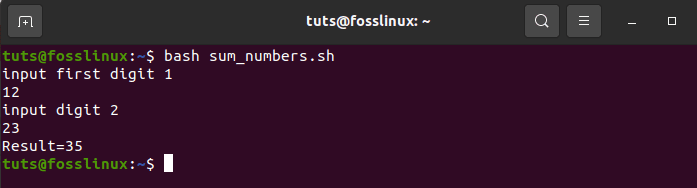 tuts@fosslinux: ~
tuts@fosslinux:~$ bash sum_numbers.sh
input first digit 1
12
input digit 2
23
Result=35
tuts@fosslinux:~$